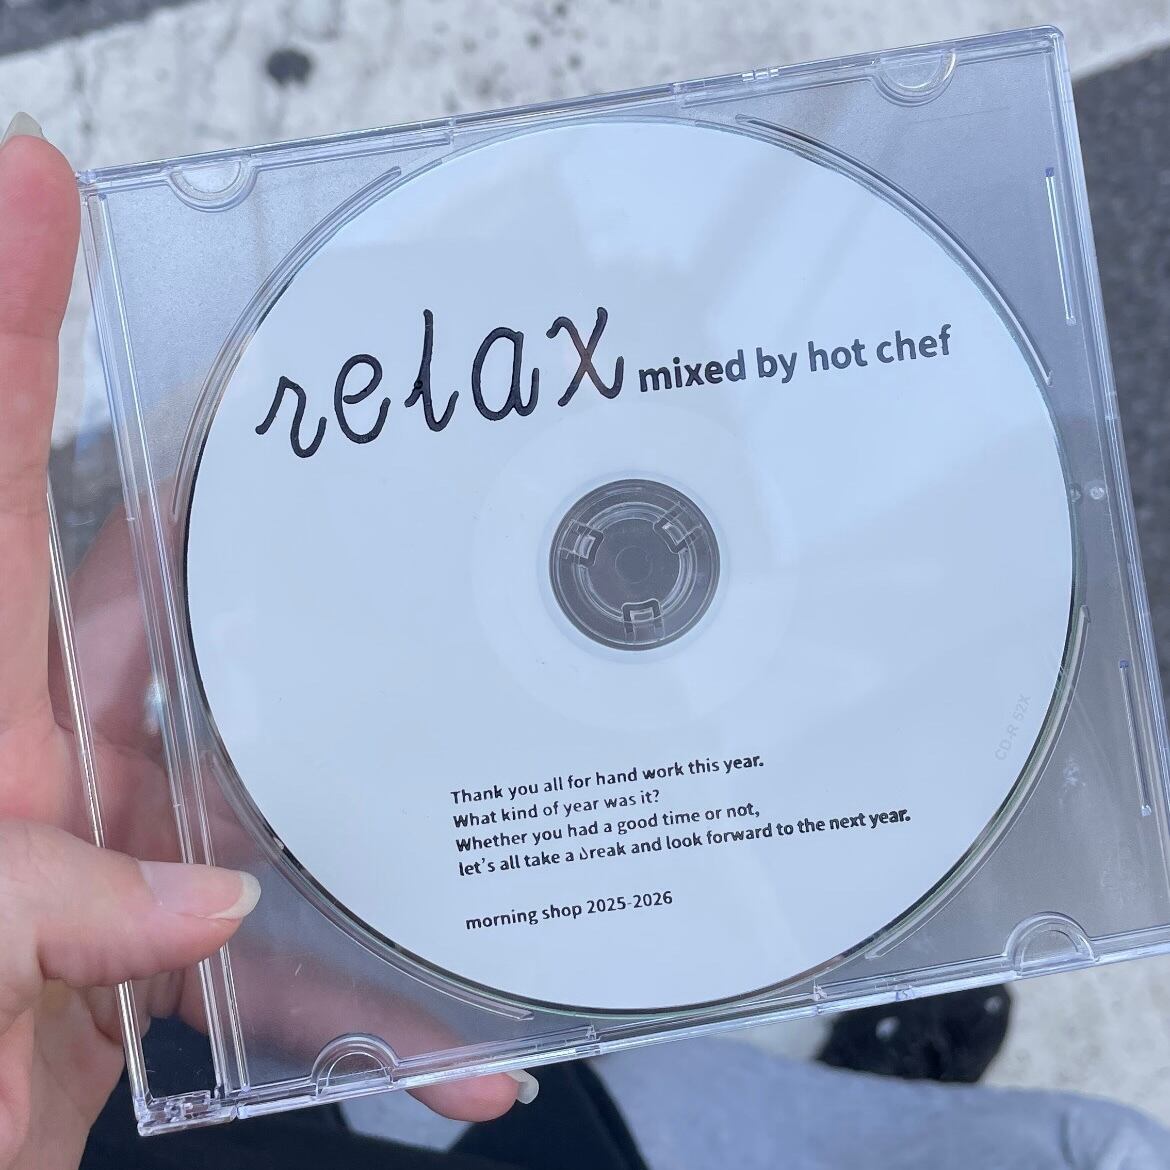 relax mixed by hot chef
CD-R 52X
Thank you all for hand work this year.
What kind of year was it?
Whether you had a good time or not,
let's all take a break and look forward to the next year.
morning shop 2025-2026